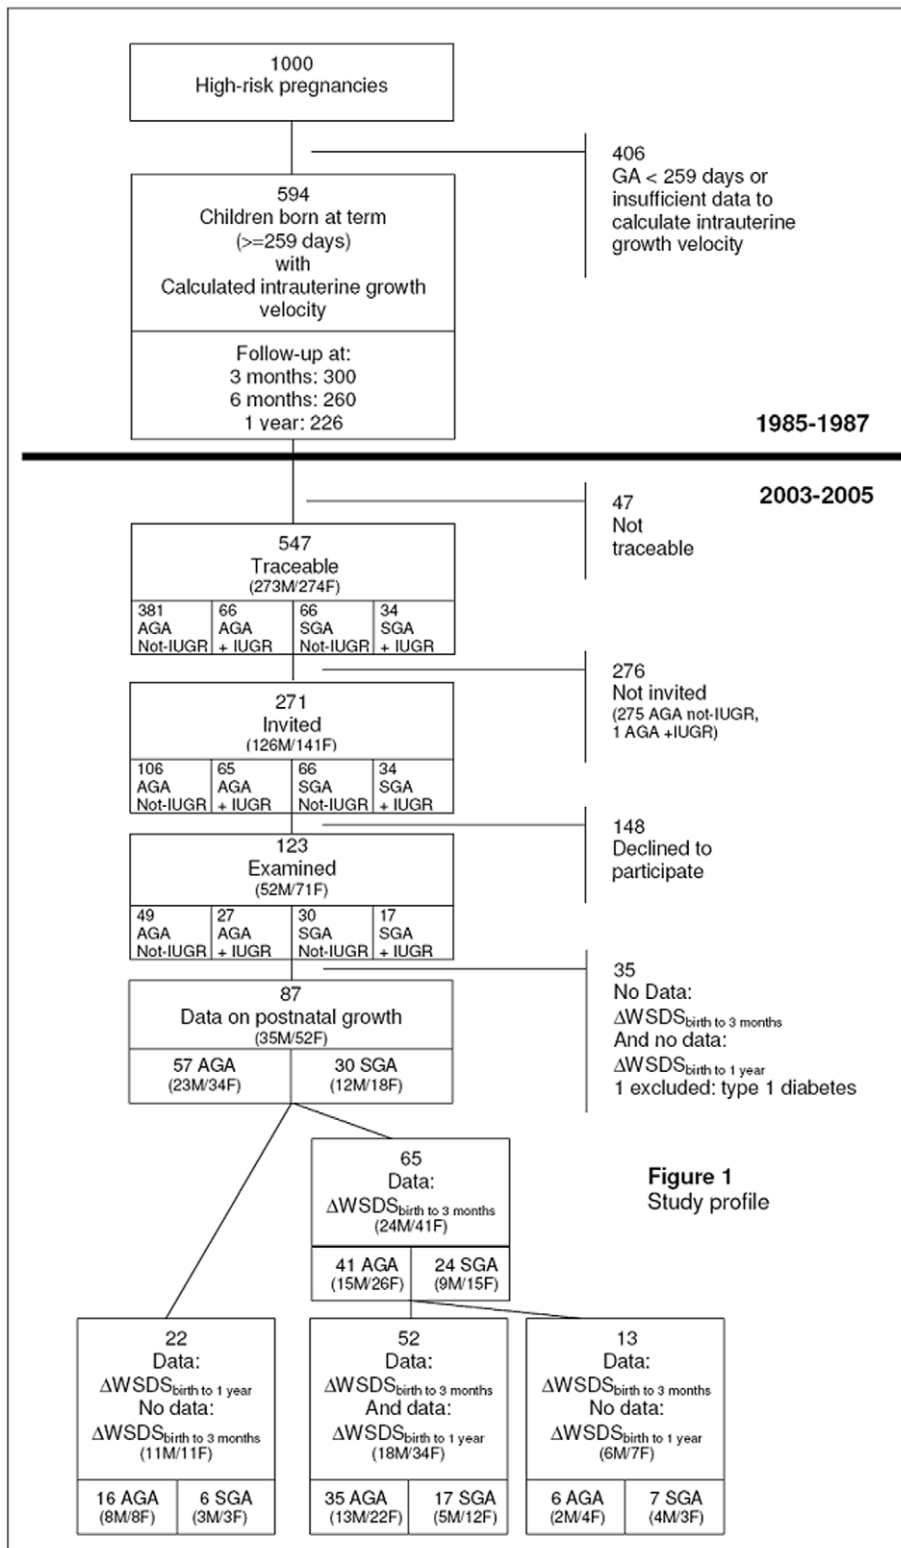 1000
High-risk pregnancies
406
GA < 259 days or
insufficient data to
calculate intrauterine
growth velocity
594
Children born at term
(>=259 days)
with
Calculated intrauterine growth
velocity
Follow-up at:
3 months: 300
6 months: 260
1 year: 226
1985-1987
2003-2005
47
Not
traceable
547
Traceable
(273M/274F)
381
AGA
Not-IUGR
66
AGA
+ IUGR
66
SGA
Not-IUGR
34
SGA
+ IUGR
276
Not invited
(275 AGA not-IUGR,
1 AGA +IUGR)
271
Invited
(126M/141F)
106
AGA
Not-IUGR
65
AGA
+ IUGR
66
SGA
Not-IUGR
34
SGA
+ IUGR
148
Declined to
participate
123
Examined
(52M/71F)
49
AGA
Not-IUGR
27
AGA
+ IUGR
30
SGA
Not-IUGR
17
SGA
+ IUGR
35
No Data:
ΔWSDSbirth to 3 months
And no data:
ΔWSDSbirth to 1 year
1 excluded: type 1 diabetes
87
Data on postnatal growth
(35M/52F)
57 AGA
(23M/34F)
30 SGA
(12M/18F)
65
Data:
ΔWSDSbirth to 3 months
(24M/41F)
41 AGA
(15M/26F)
24 SGA
(9M/15F)
Figure 1
Study profile
22
Data:
ΔWSDSbirth to 1 year
No data:
ΔWSDSbirth to 3 months
(11M/11F)
16 AGA
(8M/8F)
6 SGA
(3M/3F)
52
Data:
ΔWSDSbirth to 3 months
And data:
ΔWSDSbirth to 1 year
(18M/34F)
35 AGA
(13M/22F)
17 SGA
(5M/12F)
13
Data:
ΔWSDSbirth to 3 months
No data:
ΔWSDSbirth to 1 year
(6M/7F)
6 AGA
(2M/4F)
7 SGA
(4M/3F)